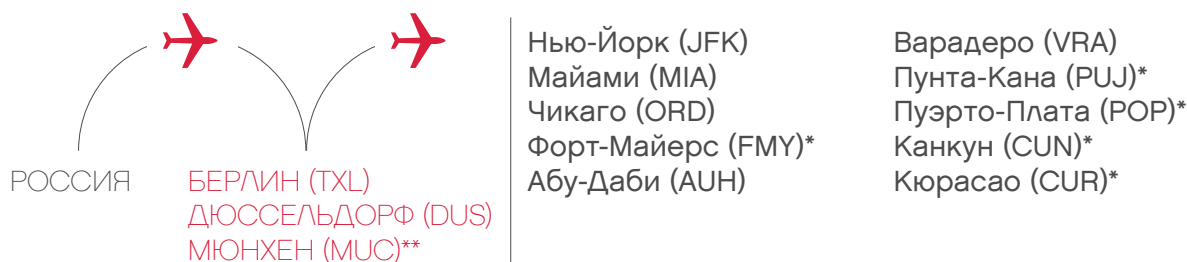 РОССИЯ
БЕРЛИН (TXL)
ДЮССЕЛЬДОРФ (DUS)
МЮНХЕН (MUC)**
Нью-Йорк (JFK)
Майами (MIA)
Чикаго (ORD)
Форт-Майерс (FMY)*
Абу-Даби (AUH)
Варадеро (VRA)
Пунта-Кана (PUJ)*
Пуэрто-Плата (POP)*
Канкун (CUN)*
Кюрасао (CUR)*